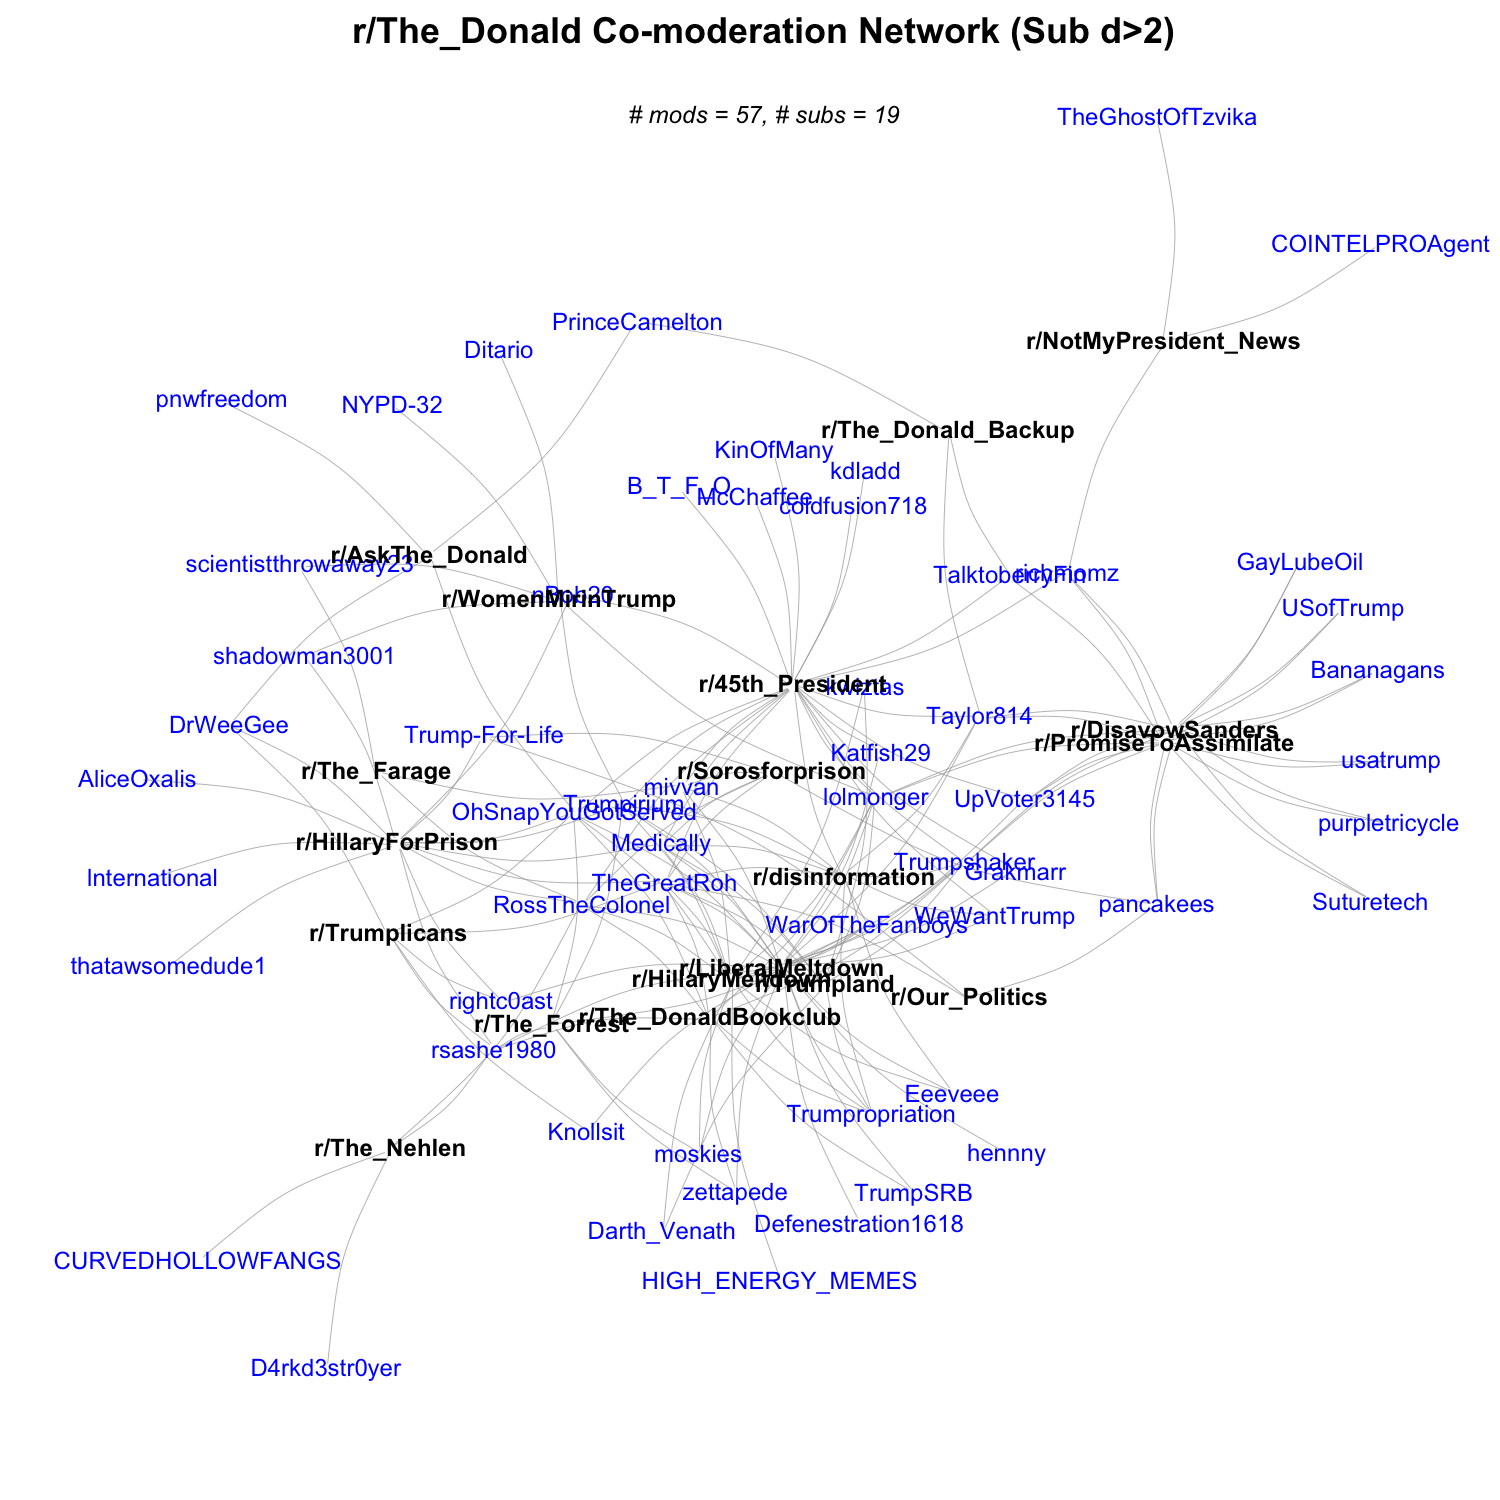 r/The_Donald Co-moderation Network (Sub d>2)
# mods = 57, # subs = 19
TheGhostOfTzvika
COINTELPROAgent
PrinceCamelton
r/NotMyPresident_News
Ditario
pnwfreedom
NYPD-32
r/The_Donald_Backup
KinOfMany
kdladd
B_T_F_O
McChaffee
coldfusion718
r/AskThe_Donald
scientistthrowaway23
GayLubeOil
TalktoberryFin
richmomz
nBob20
r/WomenMirinTrump
USofTrump
shadowman3001
Bananagans
r/45th_President
kwiztas
Taylor814
DrWeeGee
r/DisavowSanders
Trump-For-Life
r/PromiseToAssimilate
Katfish29
usatrump
r/The_Farage
r/Sorosforprison
AliceOxalis
mivvan
lolmonger
UpVoter3145
Trumpirium
OhSnapYouGotServed
purpletricycle
r/HillaryForPrison
Medically
Trumpshaker
Grakmarr
International
r/disinformation
TheGreatRoh
RossTheColonel
pancakees
Suturetech
WeWantTrump
WarOfTheFanboys
r/Trumplicans
thatawsomedude1
r/LiberalMeltdown
r/HillaryMeltdown
r/Trumpland
r/Our_Politics
rightc0ast
r/The_DonaldBookclub
r/The_Forrest
rsashe1980
Eeeveee
Trumpropriation
Knollsit
r/The_Nehlen
moskies
hennny
zettapede
TrumpSRB
Defenestration1618
Darth_Venath
CURVEDHOLLOWFANGS
HIGH_ENERGY_MEMES
D4rkd3str0yer